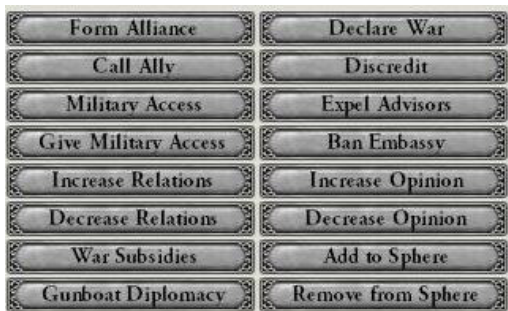 Form Alliance
Declare War
Call Ally
Discredit
Military Access
Expel Advisors
Give Military Access
Ban Embassy
Increase Relations
Increase Opinion
Decrease Relations
Decrease Opinion
War Subsidies
Add to Sphere
Gunboat Diplomacy
Remove from Sphere